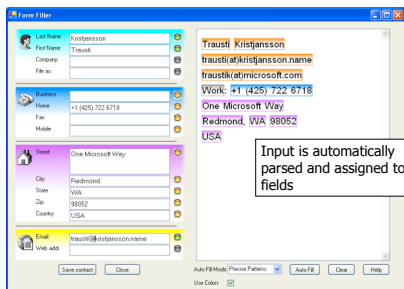 Form Filler
Last Name: Kristjansson
First Name: Trausti
Company:
File as:
Business
Home +1 (425) 722 6718
Fax
Mobile
Street One Microsoft Way
City: Redmond
State WA
Zip: 98052
Country: USA
Email: trausti@kristjansson.name
Web addr
Save contact Close
Trausti Kristjansson
trausti(at)kristjansson.name
traustik(at)microsoft.com
Work: +1 (425) 722 6718
One Microsoft Way
Redmond, WA 98052
USA
Input is automatically
parsed and assigned to
fields
Auto Fill Mode Precise Patterns Auto Fill Clear Help
Use Colors